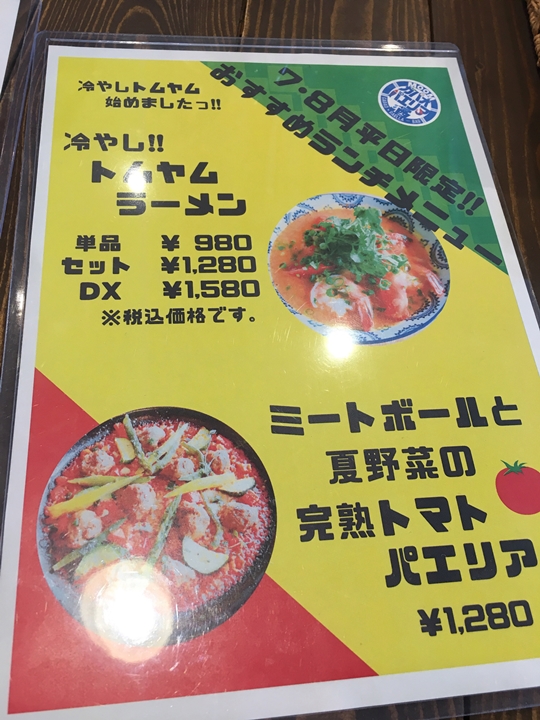 冷やしトムヤム
始めましたっ!!
7・8月平日限定!!
おすすめランチメニュー
冷やし!!
トムヤム
ラーメン
単品 ¥ 980
セット ¥1,280
DX ¥1,580
※税込価格です。
ミートボールと
夏野菜の
完熟トマト
パエリア
¥1,280